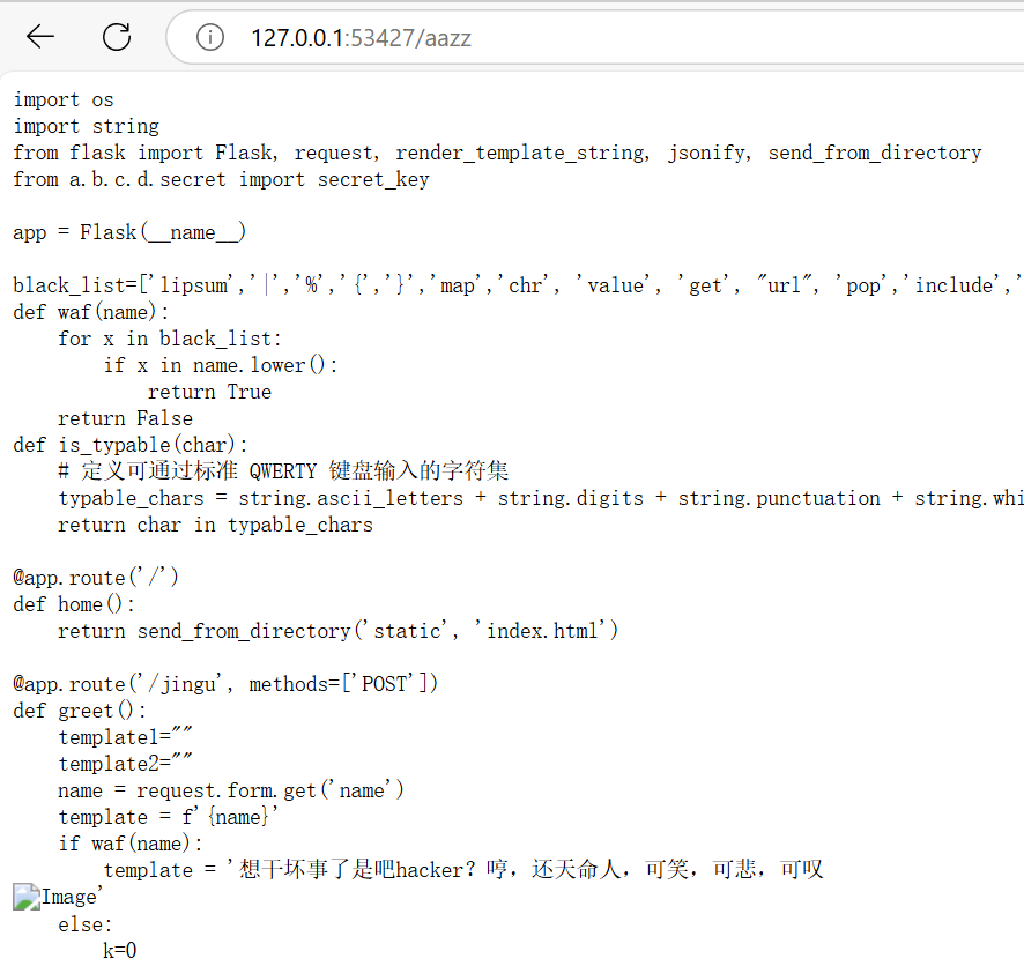 127.0.0.1:53427/aazz
import os
import string
from flask import Flask, request, render_template_string, jsonify, send_from_directory
from a.b.c.d.secret import secret_key
app = Flask(__name__)
black_list=['lipsum','|','%','{','}','map','chr', 'value', 'get', "url", 'pop','include','
def waf(name):
    for x in black_list:
        if x in name.lower():
            return True
    return False
def is_typable(char):
    # 定义可通过标准 QWERTY 键盘输入的字符集
    typable_chars = string.ascii_letters + string.digits + string.punctuation + string.whi
    return char in typable_chars
@app.route('/')
def home():
    return send_from_directory('static', 'index.html')
@app.route('/jingu', methods=['POST'])
def greet():
    template1=""
    template2=""
    name = request.form.get('name')
    template = f'{name}'
    if waf(name):
        template = '想干坏事了是吧hacker？哼，还天命人，可笑，可悲，可叹
Image'
    else:
        k=0